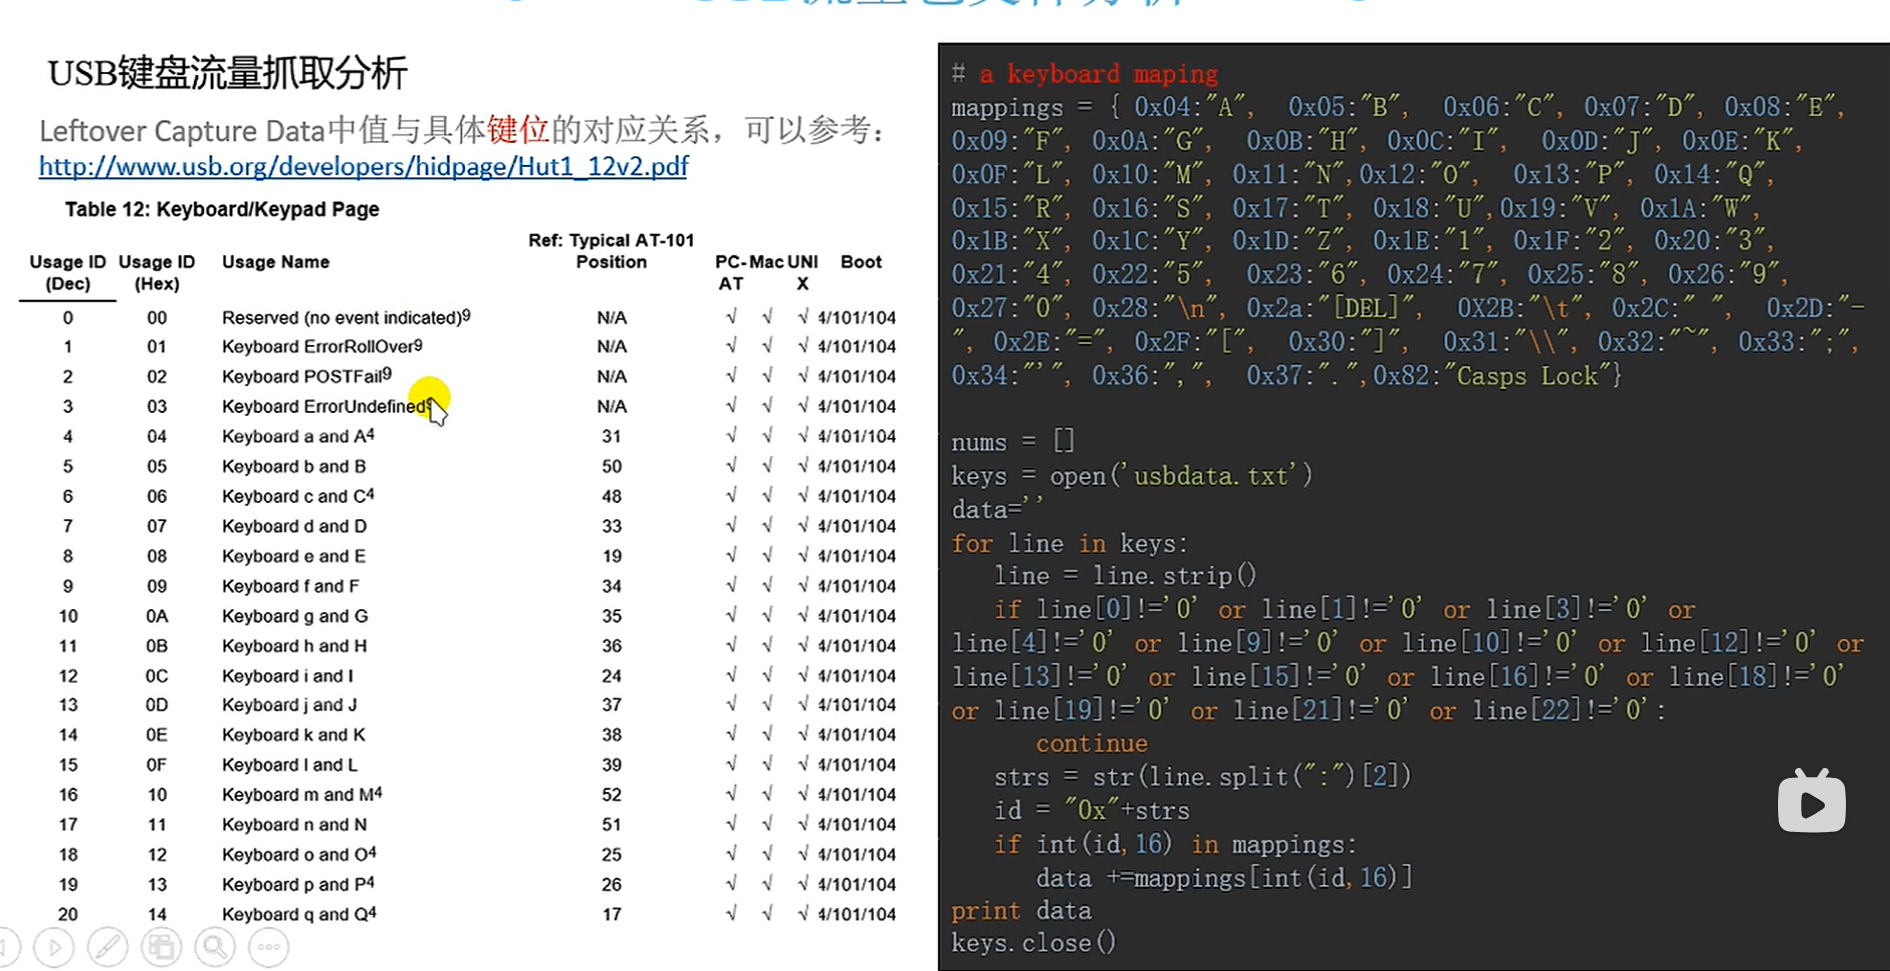 USB流量包文件分析
USB键盘流量抓取分析
Leftover Capture Data中值与具体键位的对应关系，可以参考：
http://www.usb.org/developers/hidpage/Hut1_12v2.pdf
Table 12: Keyboard/Keypad Page
Usage ID (Dec) Usage ID (Hex) Usage Name Ref: Typical AT-101 Position PC-AT Mac UNIX Boot
0 00 Reserved (no event indicated)9 N/A √ √ √ 4/101/104
1 01 Keyboard ErrorRollOver9 N/A √ √ √ 4/101/104
2 02 Keyboard POSTFail9 N/A √ √ √ 4/101/104
3 03 Keyboard ErrorUndefined9 N/A √ √ √ 4/101/104
4 04 Keyboard a and A4 31 √ √ √ 4/101/104
5 05 Keyboard b and B 50 √ √ √ 4/101/104
6 06 Keyboard c and C4 48 √ √ √ 4/101/104
7 07 Keyboard d and D 33 √ √ √ 4/101/104
8 08 Keyboard e and E 19 √ √ √ 4/101/104
9 09 Keyboard f and F 34 √ √ √ 4/101/104
10 0A Keyboard g and G 35 √ √ √ 4/101/104
11 0B Keyboard h and H 36 √ √ √ 4/101/104
12 0C Keyboard i and I 24 √ √ √ 4/101/104
13 0D Keyboard j and J 37 √ √ √ 4/101/104
14 0E Keyboard k and K 38 √ √ √ 4/101/104
15 0F Keyboard l and L 39 √ √ √ 4/101/104
16 10 Keyboard m and M4 52 √ √ √ 4/101/104
17 11 Keyboard n and N 51 √ √ √ 4/101/104
18 12 Keyboard o and O4 25 √ √ √ 4/101/104
19 13 Keyboard p and P4 26 √ √ √ 4/101/104
20 14 Keyboard q and Q4 17 √ √ √ 4/101/104
# a keyboard maping
mappings = { 0x04:"A", 0x05:"B", 0x06:"C", 0x07:"D", 0x08:"E",
0x09:"F", 0x0A:"G", 0x0B:"H", 0x0C:"I", 0x0D:"J", 0x0E:"K",
0x0F:"L", 0x10:"M", 0x11:"N",0x12:"O", 0x13:"P", 0x14:"Q",
0x15:"R", 0x16:"S", 0x17:"T", 0x18:"U",0x19:"V", 0x1A:"W",
0x1B:"X", 0x1C:"Y", 0x1D:"Z", 0x1E:"1", 0x1F:"2", 0x20:"3",
0x21:"4", 0x22:"5", 0x23:"6", 0x24:"7", 0x25:"8", 0x26:"9",
0x27:"0", 0x28:"\n", 0x2a:"[DEL]", 0X2B:"\t", 0x2C:" ", 0x2D:"-
", 0x2E:"=", 0x2F:"[", 0x30:"]", 0x31:"\\", 0x32:"~", 0x33:";",
0x34:"'", 0x36:",", 0x37:".",0x82:"Casps Lock"}
nums = []
keys = open('usbdata.txt')
data=''
for line in keys:
line = line.strip()
if line[0]!='0' or line[1]!='0' or line[3]!='0' or
line[4]!='0' or line[9]!='0' or line[10]!='0' or line[12]!='0' or
line[13]!='0' or line[15]!='0' or line[16]!='0' or line[18]!='0'
or line[19]!='0' or line[21]!='0' or line[22]!='0':
continue
strs = str(line.split(":")[2])
id = "0x"+strs
if int(id,16) in mappings:
data +=mappings[int(id,16)]
print data
keys.close()